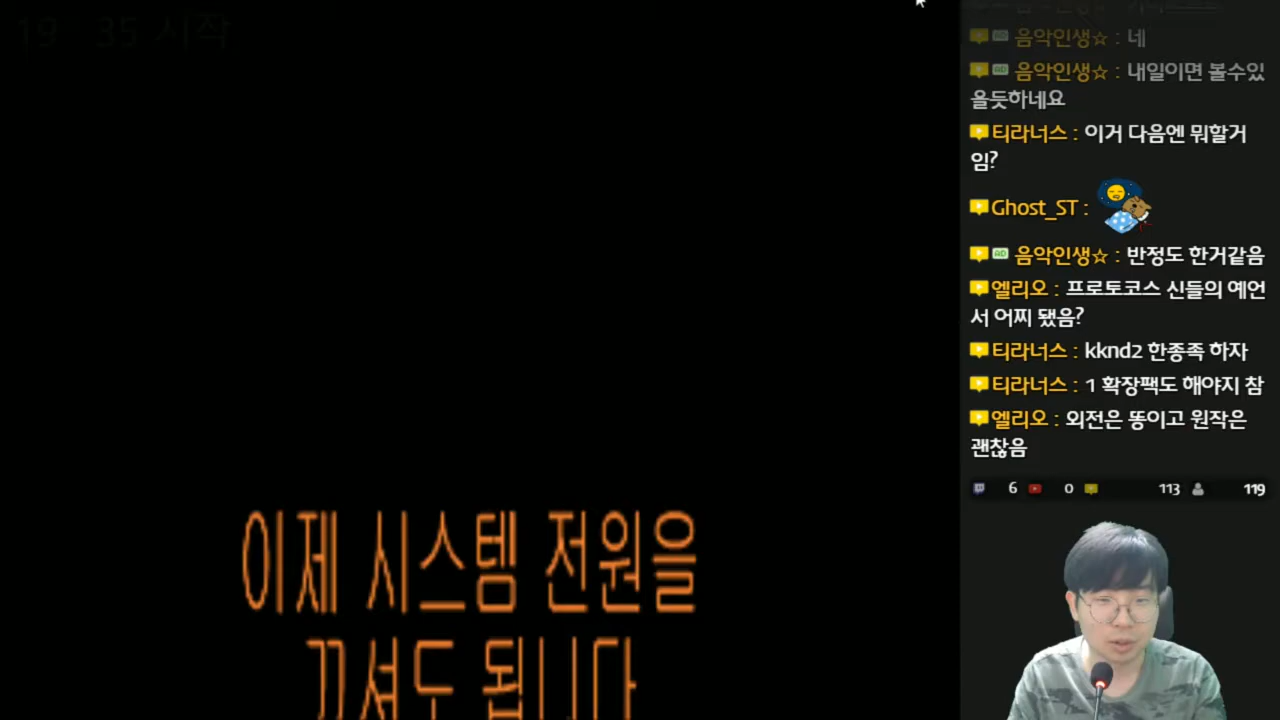 19 : 35 시작
음악인생☆ : 네
음악인생☆ : 내일이면 볼수있
을듯하네요
티라너스 : 이거 다음엔 뭐할거
임?
Ghost_ST :
음악인생☆ : 반정도 한거같음
엘리오 : 프로토코스 신들의 예언
서 어찌 됐음?
티라너스 : kknd2 한종족 하자
티라너스 : 1 확장팩도 해야지 참
엘리오 : 외전은 똥이고 원작은
괜찮음
6 0 113 119
이제 시스템 전원을
끄셔도 됩니다